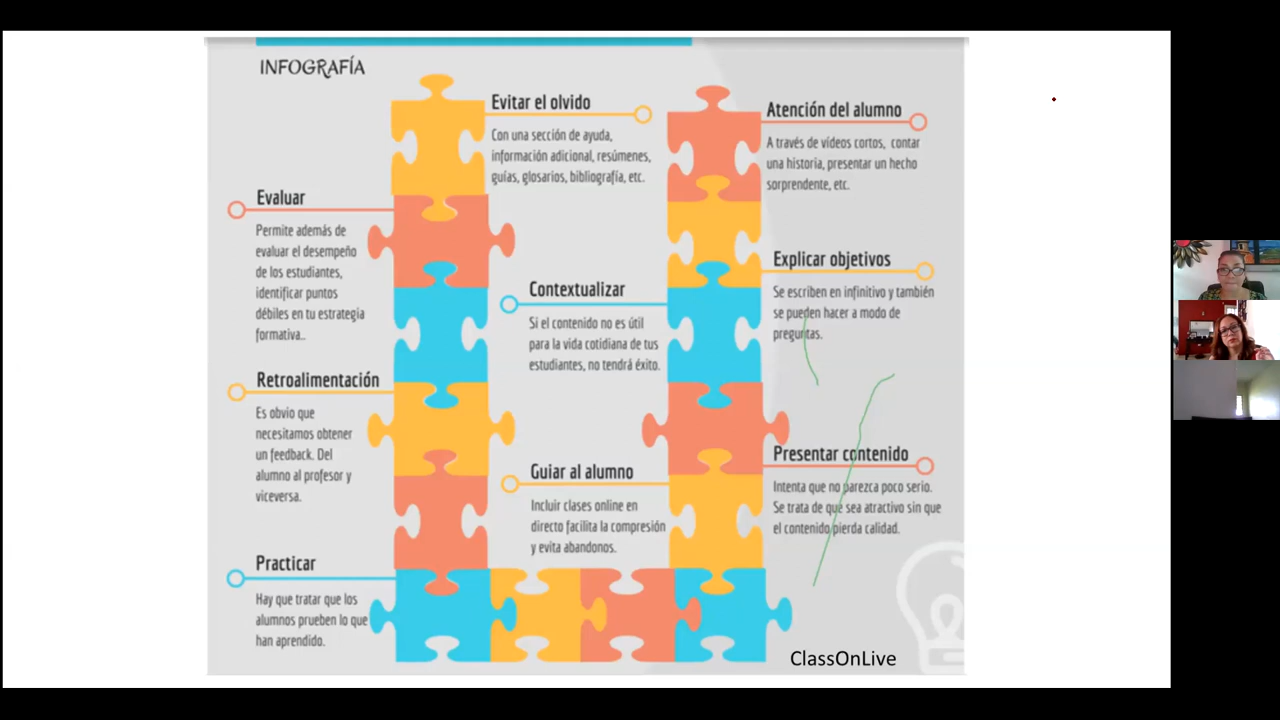 INFOGRAFÍA
Evitar el olvido
Con una sección de ayuda,
información adicional, resúmenes,
guías, glosarios, bibliografía, etc.
Atención del alumno
A través de vídeos cortos, contar
una historia, presentar un hecho
sorprendente, etc.
Evaluar
Permite además de
evaluar el desempeño
de los estudiantes,
identificar puntos
débiles en tu estrategia
formativa..
Contextualizar
Si el contenido no es útil
para la vida cotidiana de tus
estudiantes, no tendrá éxito.
Explicar objetivos
Se escriben en infinitivo y también
se pueden hacer a modo de
preguntas.
Retroalimentación
Es obvio que
necesitamos obtener
un feedback. Del
alumno al profesor y
viceversa.
Guiar al alumno
Incluir clases online en
directo facilita la compresión
y evita abandonos.
Presentar contenido
Intenta que no parezca poco serio.
Se trata de que sea atractivo sin que
el contenido pierda calidad.
Practicar
Hay que tratar que los
alumnos prueben lo que
han aprendido.
ClassOnLive